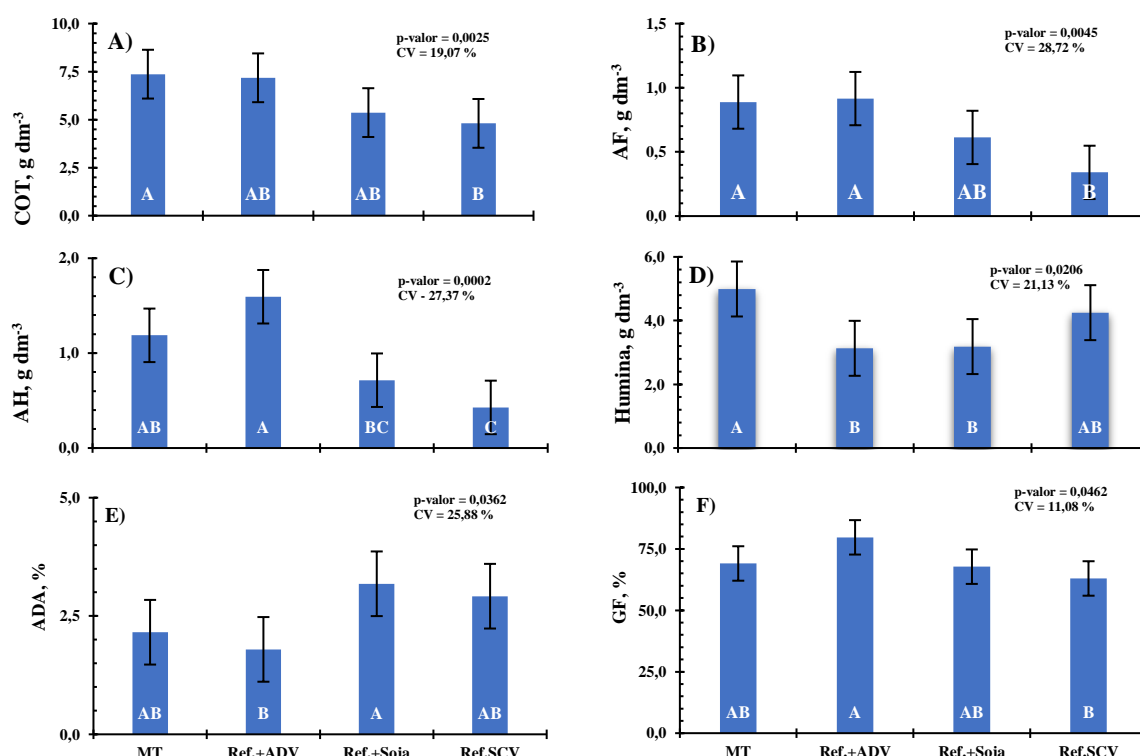 A)
p-valor = 0,0025
CV = 19,07 %
COT, g dm-3
10,0
7,5
5,0
2,5
0,0
A
AB
AB
B
B)
p-valor = 0,0045
CV = 28,72 %
AF, g dm-3
1,5
1,0
0,5
0,0
A
A
AB
B
C)
p-valor = 0,0002
CV - 27,37 %
AH, g dm-3
2,0
1,0
0,0
AB
A
BC
C
D)
p-valor = 0,0206
CV = 21,13 %
Humina, g dm-3
6,0
4,0
2,0
0,0
A
B
B
AB
E)
p-valor = 0,0362
CV = 25,88 %
ADA, %
5,0
2,5
0,0
AB
B
A
AB
MT
Ref.+ADV
Ref.+Soja
Ref.SCV
F)
p-valor = 0,0462
CV = 11,08 %
GF, %
100,0
75,0
50,0
25,0
0,0
AB
A
AB
B
MT
Ref.+ADV
Ref.+Soja
Ref.SCV